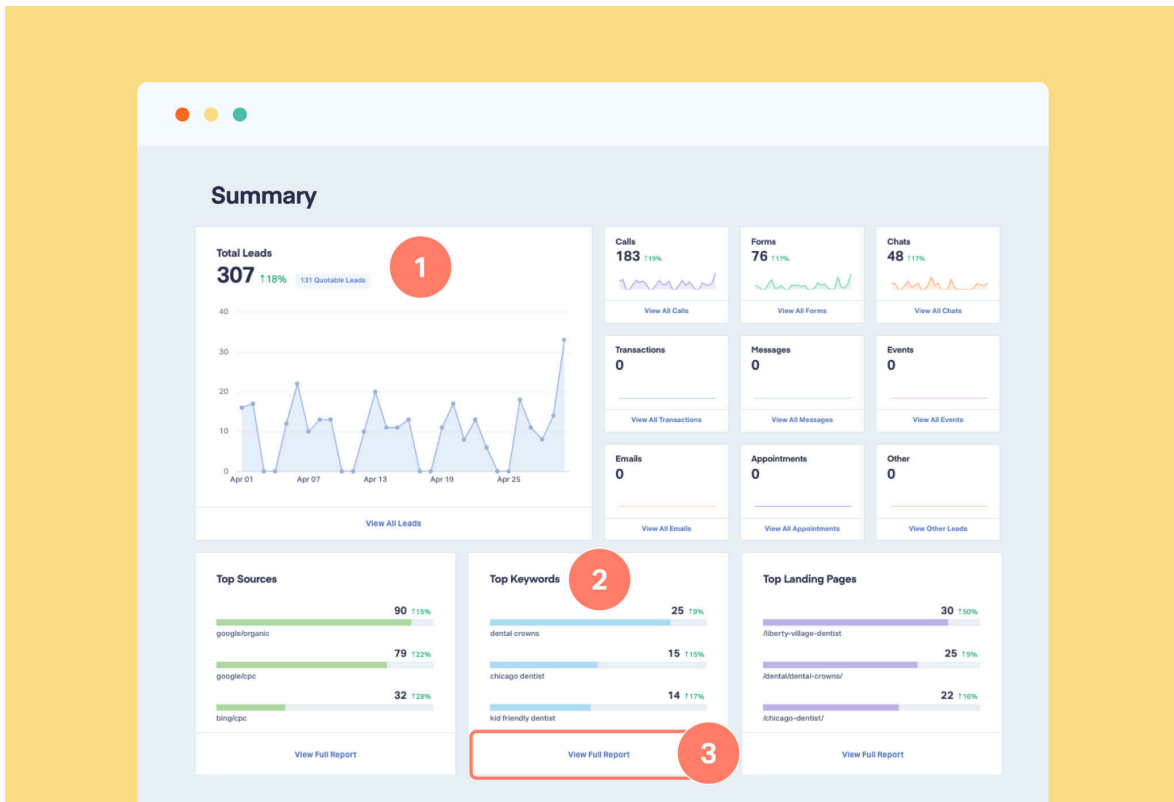 Summary
Total Leads
307 ↑18% 131 Quotable Leads
1
40
30
20
10
0
Apr 01 Apr 07 Apr 13 Apr 19 Apr 25
View All Leads
Calls
183 ↑19%
View All Calls
Forms
76 ↑17%
View All Forms
Chats
48 ↑17%
View All Chats
Transactions
0
View All Transactions
Messages
0
View All Messages
Events
0
View All Events
Emails
0
View All Emails
Appointments
0
View All Appointments
Other
0
View Other Leads
Top Sources
90 ↑15%
google/organic
79 ↑22%
google/cpc
32 ↑28%
bing/cpc
View Full Report
Top Keywords
2
25 ↑9%
dental crowns
15 ↑15%
chicago dentist
14 ↑17%
kid friendly dentist
View Full Report
3
Top Landing Pages
30 ↑50%
/liberty-village-dentist
25 ↑9%
/dental/dental-crowns/
22 ↑16%
/chicago-dentist/
View Full Report